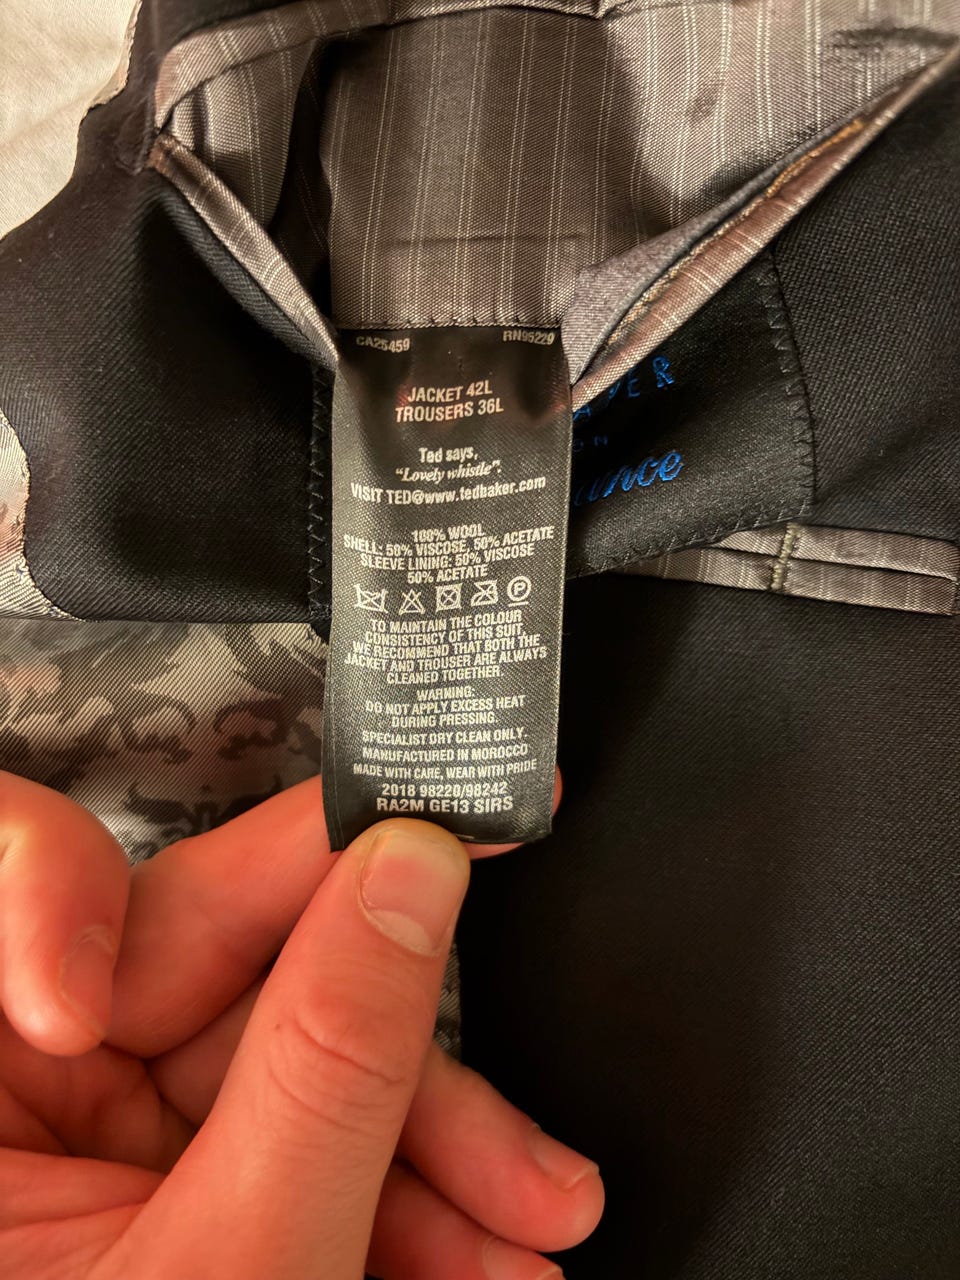 CA25459
RN95229
JACKET 42L
TROUSERS 36L
Ted says,
"Lovely whistle".
VISIT TED@www.tedbaker.com
100% WOOL
SHELL: 50% VISCOSE, 50% ACETATE
SLEEVE LINING: 50% VISCOSE
50% ACETATE
P
TO MAINTAIN THE COLOUR
CONSISTENCY OF THIS SUIT
WE RECOMMEND THAT BOTH THE
JACKET AND TROUSER ARE ALWAYS
CLEANED TOGETHER.
WARNING:
DO NOT APPLY EXCESS HEAT
DURING PRESSING.
SPECIALIST DRY CLEAN ONLY.
MANUFACTURED IN MOROCCO
MADE WITH CARE, WEAR WITH PRIDE
2018 98220/98242
RA2M GE13 SIRS